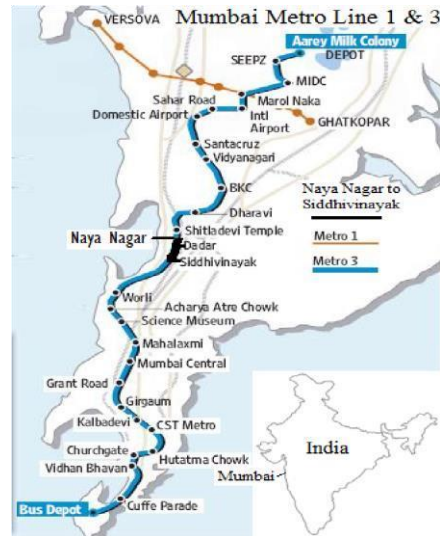 Mumbai Metro Line 1 & 3
VERSOVA
Aarey Milk Colony
SEEPZ
DEPOT
MIDC
Sahar Road
Marol Naka
Domestic Airport
Intl
Airport
GHATKOPAR
Santacruz
Vidyanagari
BKC
Naya Nagar to
Siddhivinayak
Dharavi
Metro 1
Shitladevi Temple
Naya Nagar
Dadar
Metro 3
Siddhivinayak
Worli
Acharya Atre Chowk
Science Museum
Mahalaxmi
Mumbai Central
Grant Road
Girgaum
Kalbadevi
CST Metro
India
Churchgate
Hutatma Chowk
Vidhan Bhavan
Mumbai
Cuffe Parade
Bus Depot